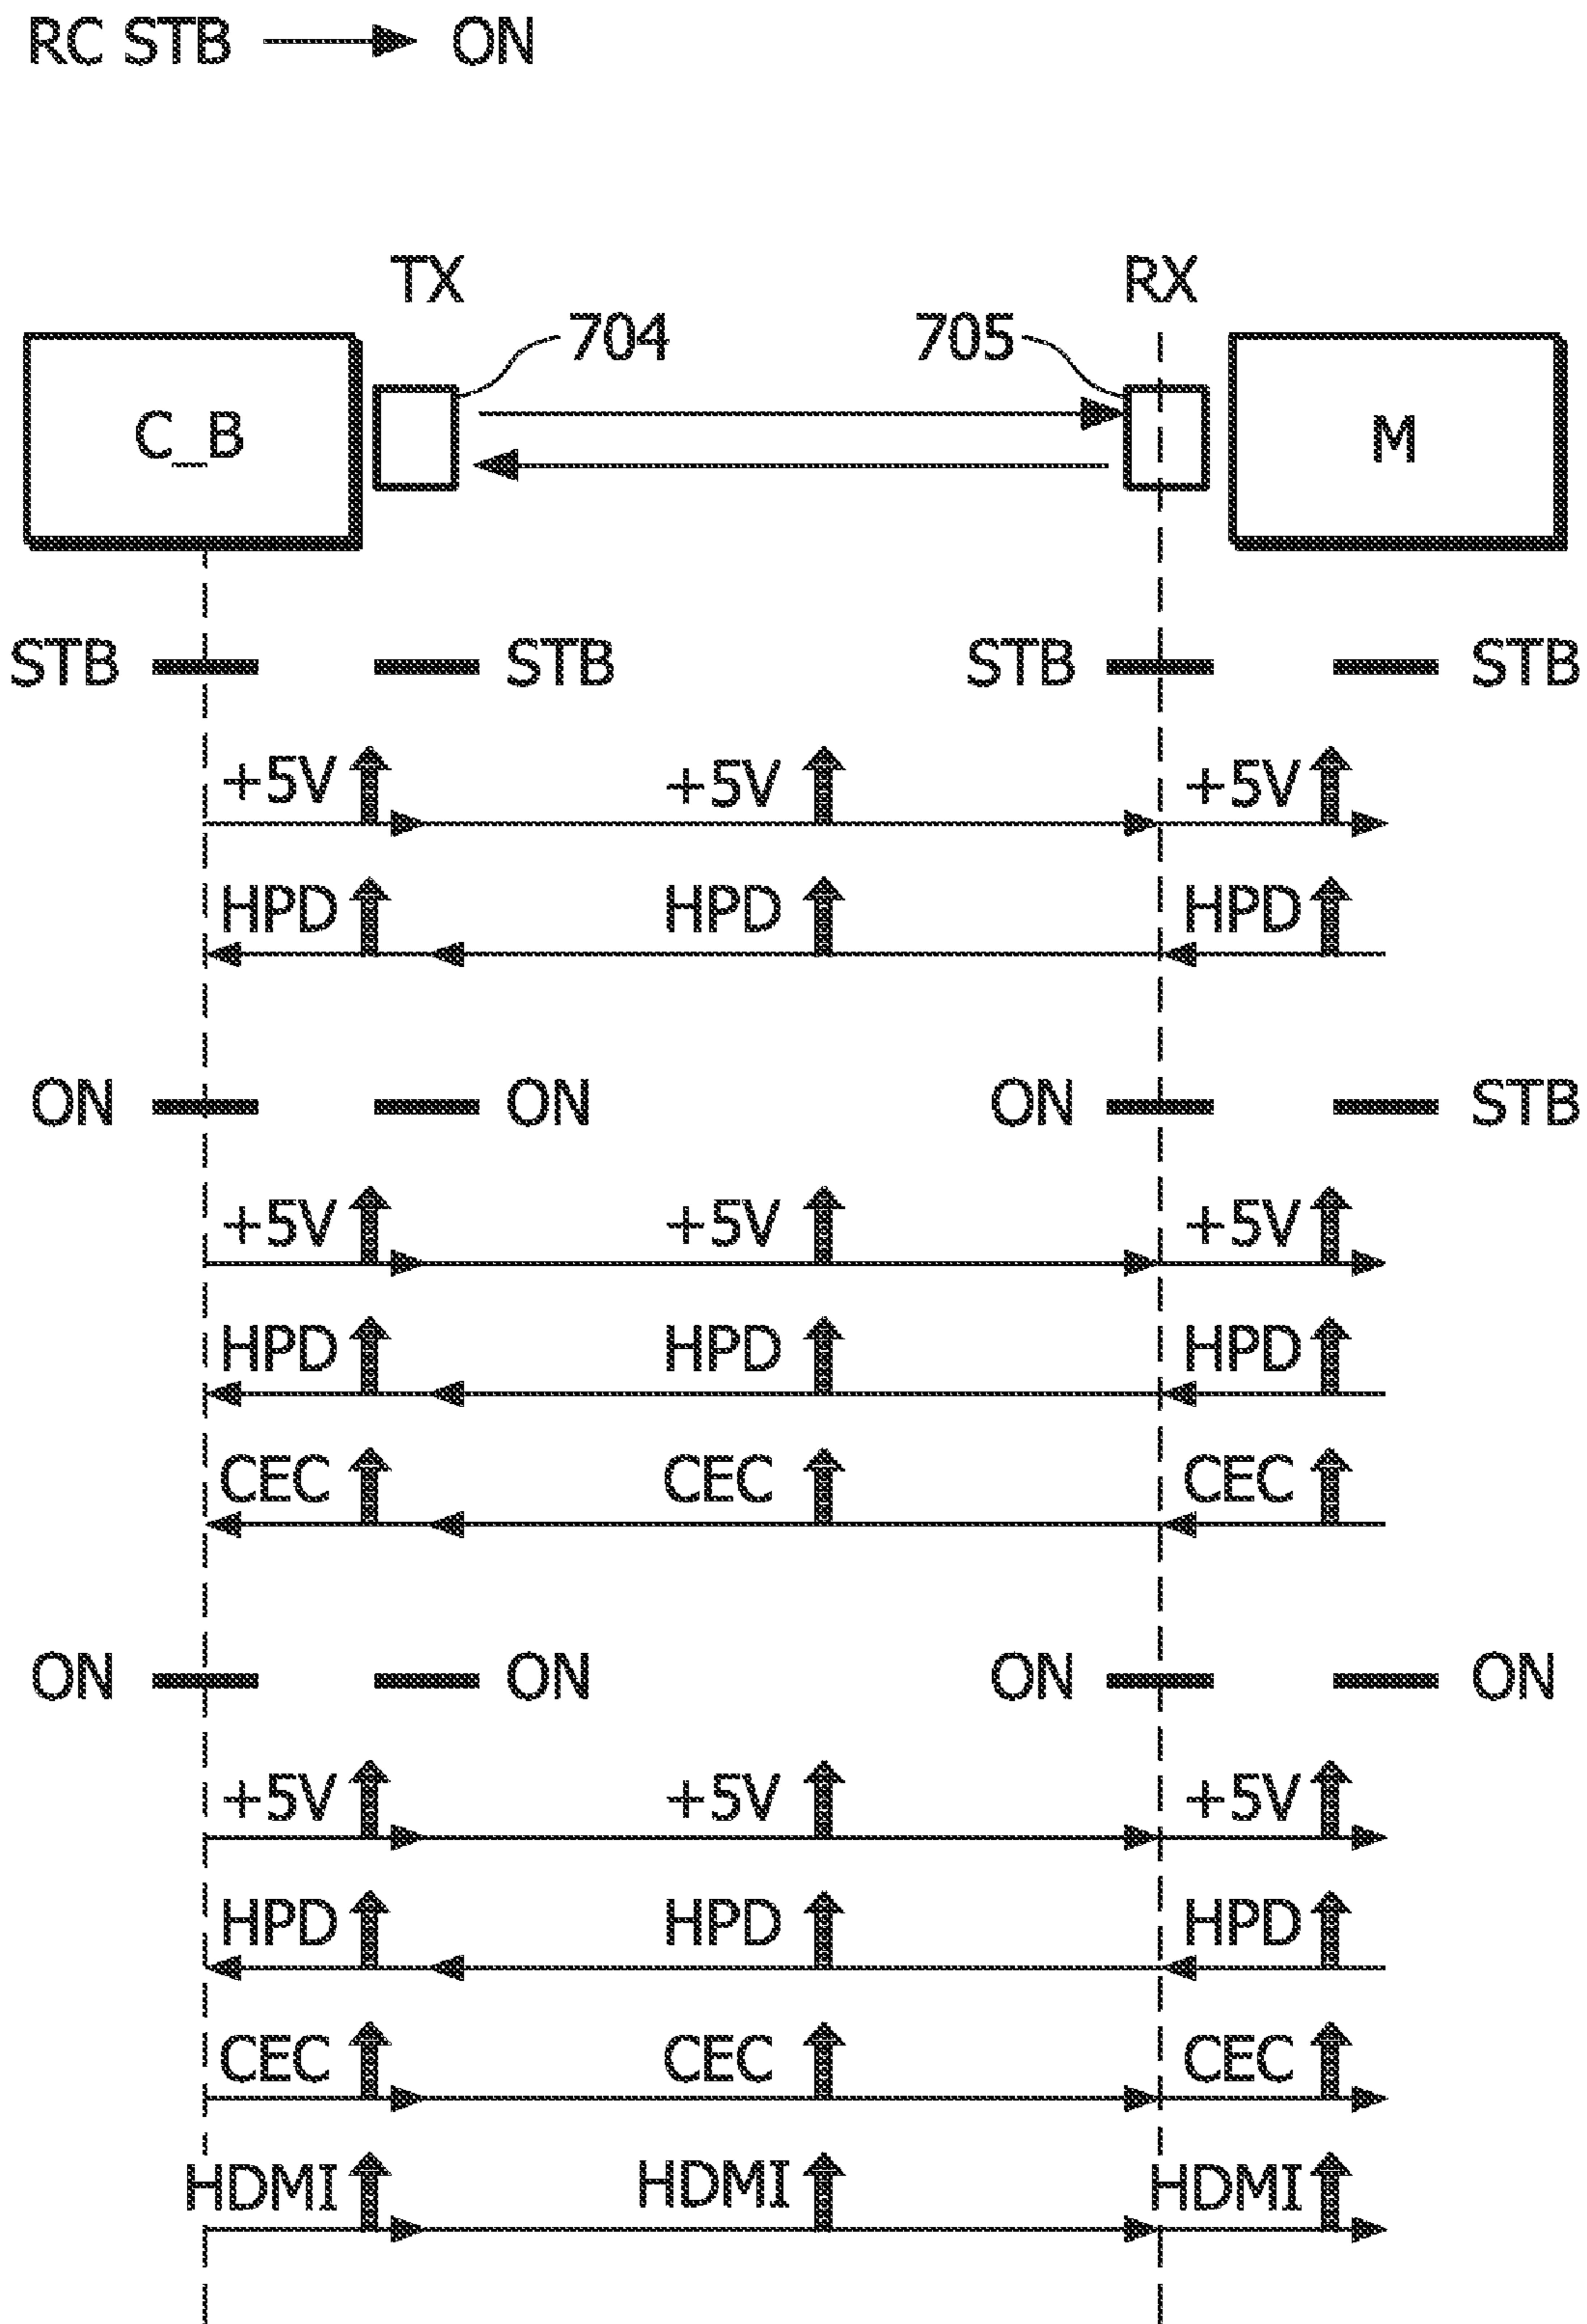 RC STB ON
TX RX
704 705
C_B M
STB STB STB STB
+5V +5V +5V
HPD HPD HPD
ON ON ON STB
+5V +5V +5V
HPD HPD HPD
CEC CEC CEC
ON ON ON ON
+5V +5V +5V
HPD HPD HPD
CEC CEC CEC
HDMI HDMI HDMI